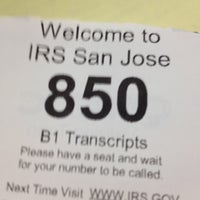 Welcome to
IRS San Jose
850
B1 Transcripts
Please have a seat and wait
for your number to be called.
Next Time Visit WWW.IRS.GOV